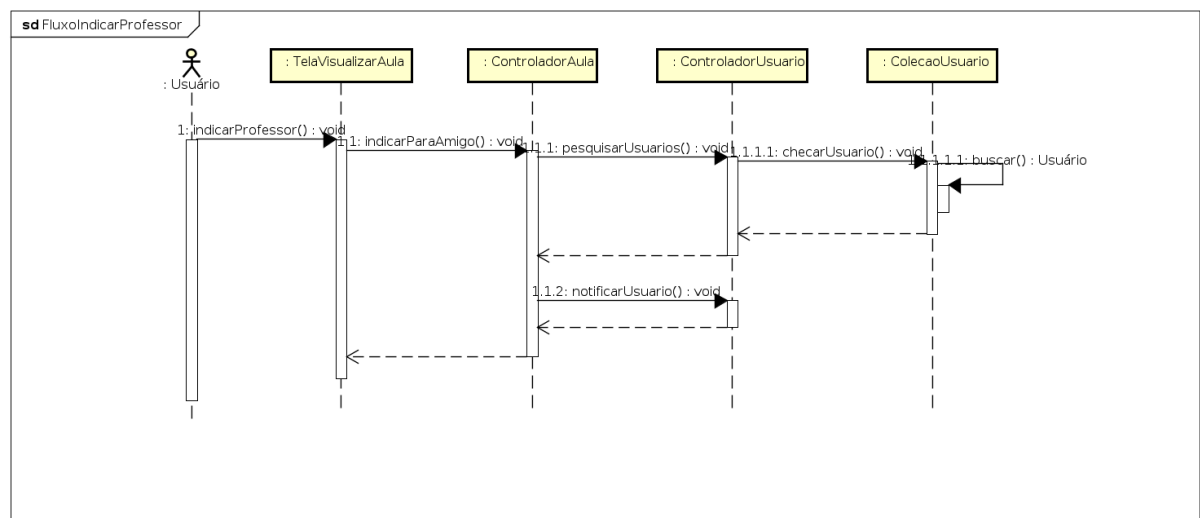 sd FluxoIndicarProfessor
: Usuário
: TelaVisualizarAula
: ControladorAula
: ControladorUsuario
: ColecaoUsuario
1: indicarProfessor() : void
1.1: indicarParaAmigo() : void
1.1.1: pesquisarUsuarios() : void
1.1.1.1: checarUsuario() : void
1.1.1.1.1: buscar() : Usuário
1.1.2: notificarUsuario() : void